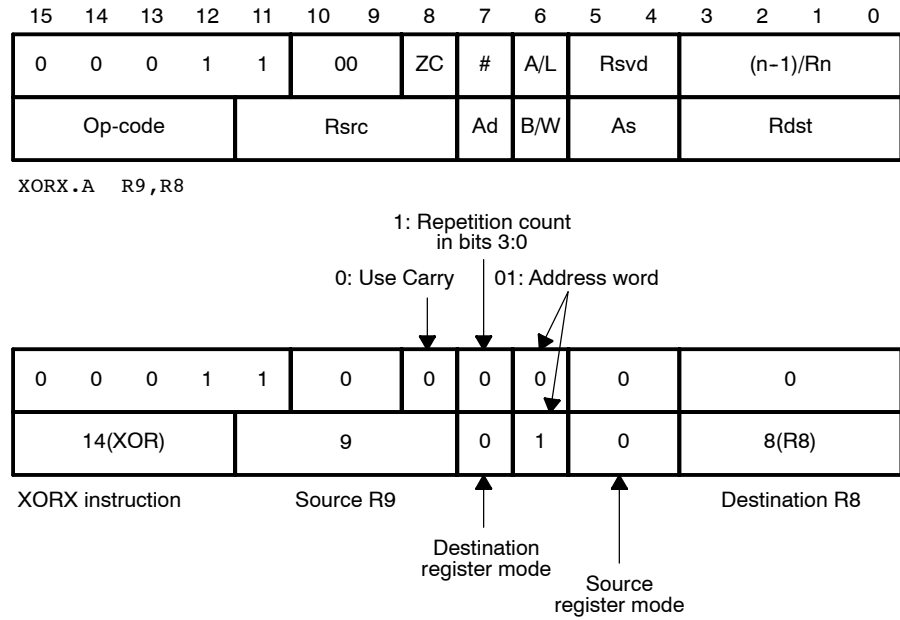 15 14 13 12 11 10 9 8 7 6 5 4 3 2 1 0
0 0 0 1 1 00 ZC # A/L Rsvd (n-1)/Rn
Op-code Rsrc Ad B/W As Rdst
XORX.A R9,R8
1: Repetition count
in bits 3:0
0: Use Carry 01: Address word
0 0 0 1 1 0 0 0 0 0 0
14(XOR) 9 0 1 0 8(R8)
XORX instruction Source R9 Destination R8
Destination
register mode
Source
register mode